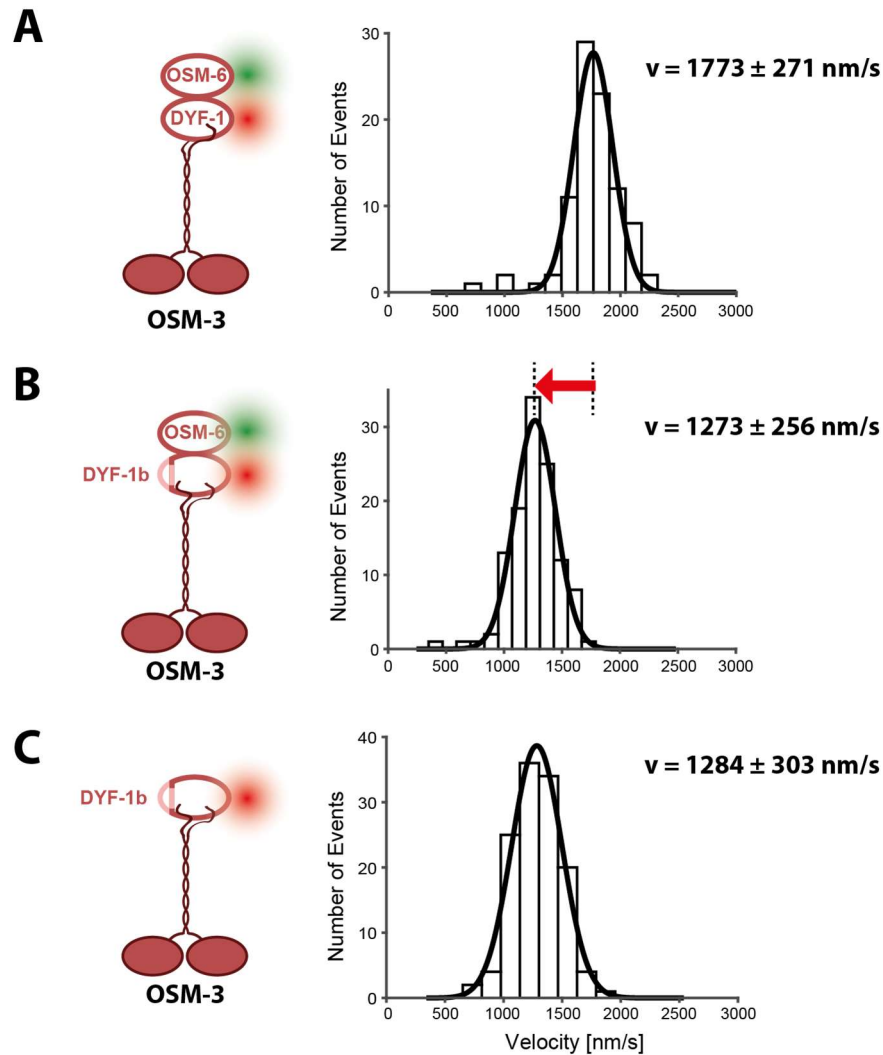 A
OSM-6
DYF-1
OSM-3
Number of Events
30
20
10
0
0 500 1000 1500 2000 2500 3000
v = 1773 ± 271 nm/s
B
OSM-6
DYF-1b
OSM-3
Number of Events
30
20
10
0
0 500 1000 1500 2000 2500 3000
v = 1273 ± 256 nm/s
C
DYF-1b
OSM-3
Number of Events
40
30
20
10
0
0 500 1000 1500 2000 2500 3000
Velocity [nm/s]
v = 1284 ± 303 nm/s